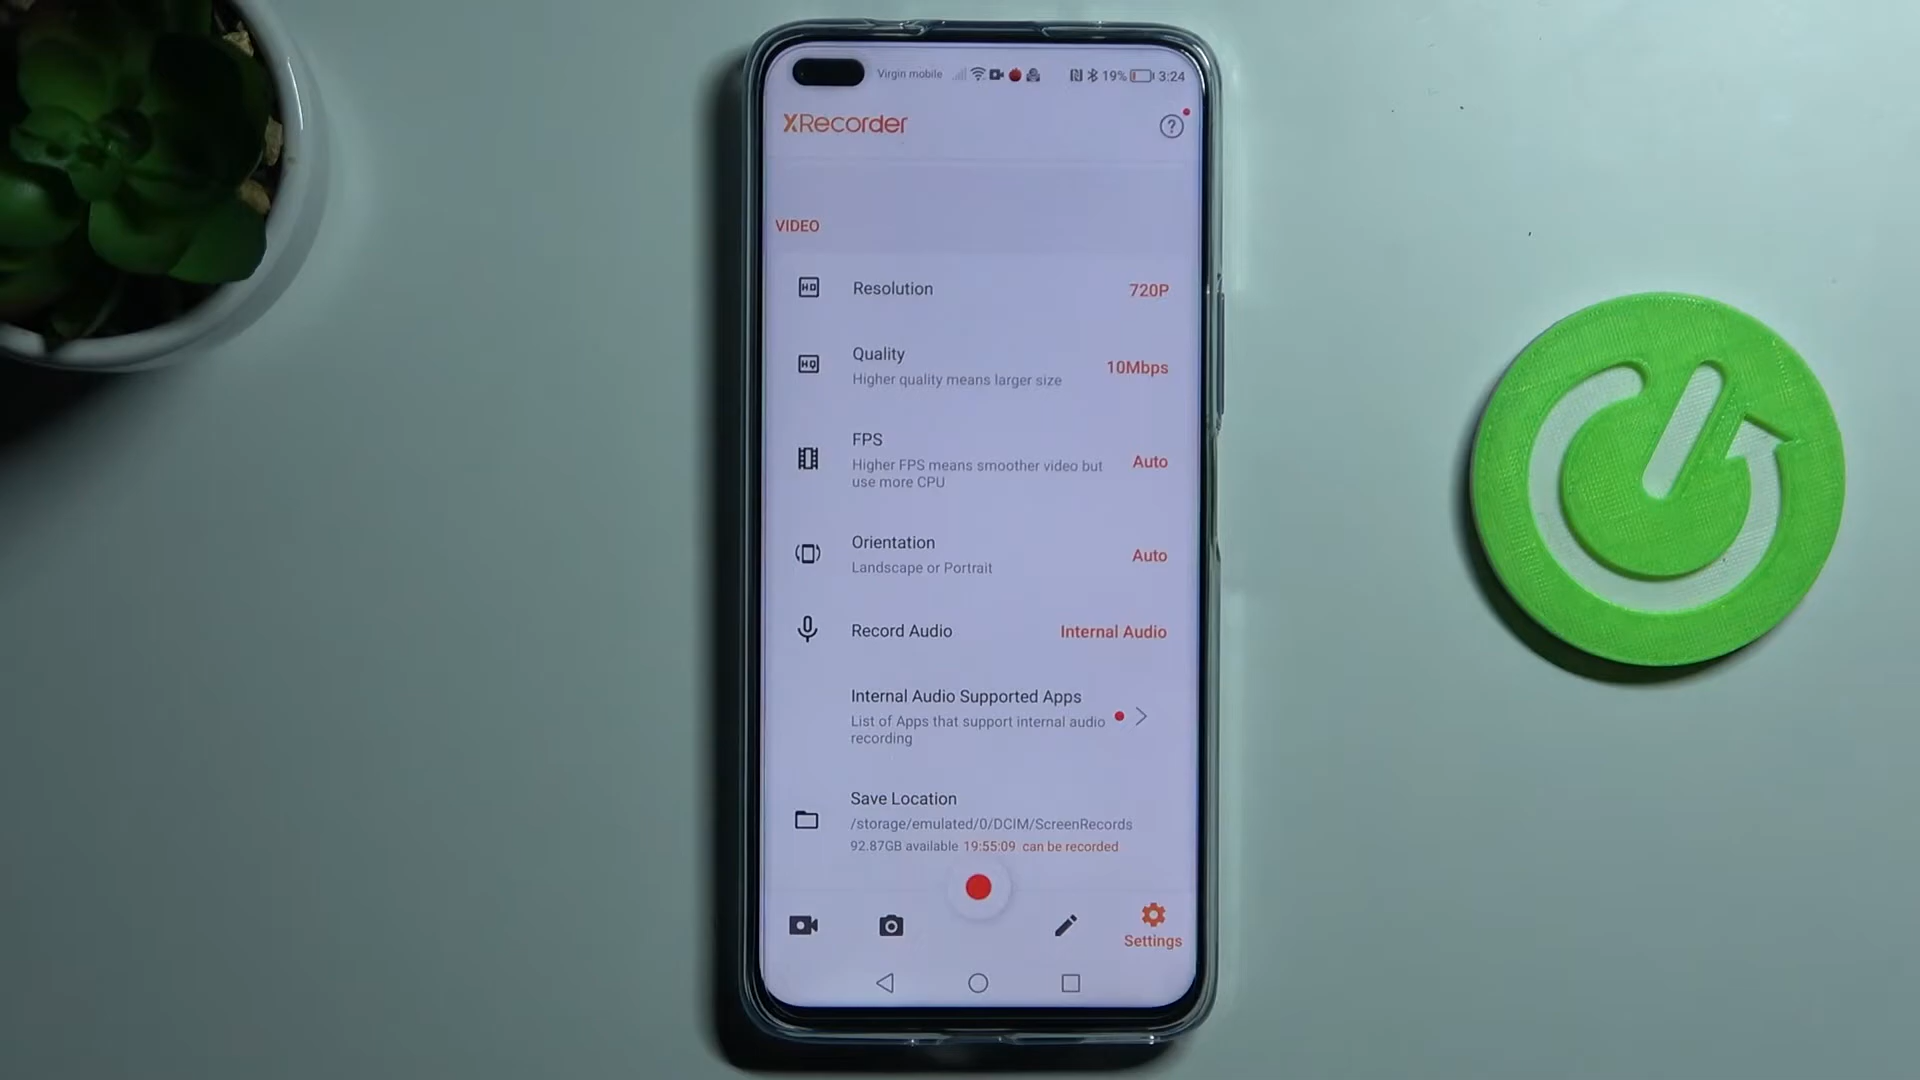 Virgin mobile 19% 3:24
XRecorder
VIDEO
Resolution 720P
Quality 10Mbps
Higher quality means larger size
FPS
Higher FPS means smoother video but Auto
use more CPU
Orientation Auto
Landscape or Portrait
Record Audio Internal Audio
Internal Audio Supported Apps
List of Apps that support internal audio
recording
Save Location
/storage/emulated/0/DCIM/ScreenRecords
92.87GB available 19:55:09 can be recorded
Settings